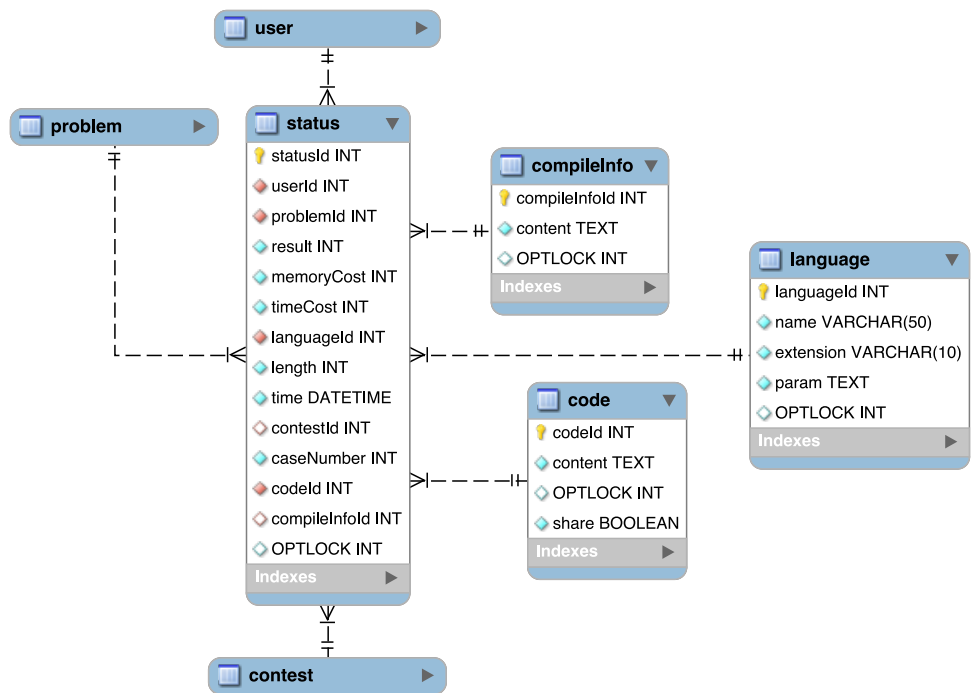 user
problem
status
statusId INT
userId INT
problemId INT
result INT
memoryCost INT
timeCost INT
languageId INT
length INT
time DATETIME
contestId INT
caseNumber INT
codeId INT
compileInfoId INT
OPTLOCK INT
Indexes
compileInfo
compileInfoId INT
content TEXT
OPTLOCK INT
Indexes
language
languageId INT
name VARCHAR(50)
extension VARCHAR(10)
param TEXT
OPTLOCK INT
Indexes
code
codeId INT
content TEXT
OPTLOCK INT
share BOOLEAN
Indexes
contest